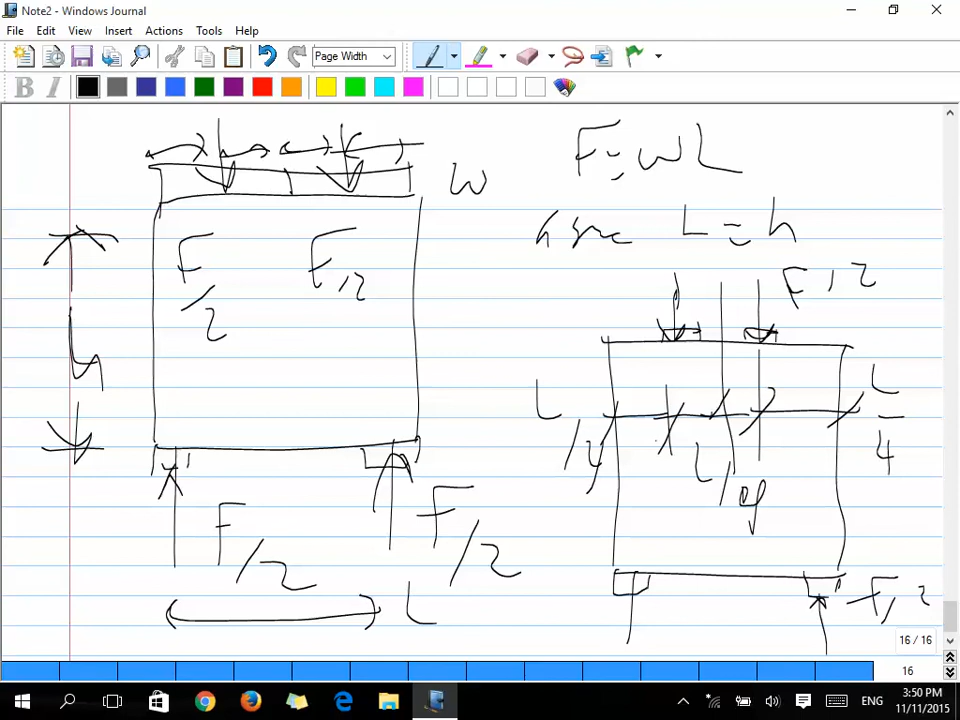 Note2 - Windows Journal
File Edit View Insert Actions Tools Help
Page Width
B I
w
F = wL
L = h
F
/2
F/2
F/2
L/4
L
4
F
/2
F
/2
L
F/2
16 / 16
16
ENG
3:50 PM
11/11/2015